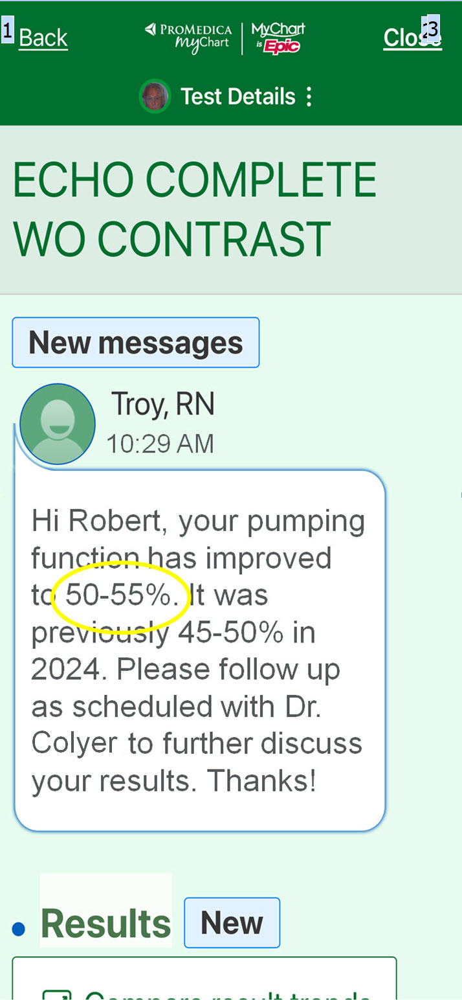 1
Back
PROMEDICA
myChart
MyChart
is Epic
3
Test Details
ECHO COMPLETE
WO CONTRAST
New messages
Troy, RN
10:29 AM
Hi Robert, your pumping
function has improved
to 50-55%. It was
previously 45-50% in
2024. Please follow up
as scheduled with Dr.
Colyer to further discuss
your results. Thanks!
Results
New
Compare result trends